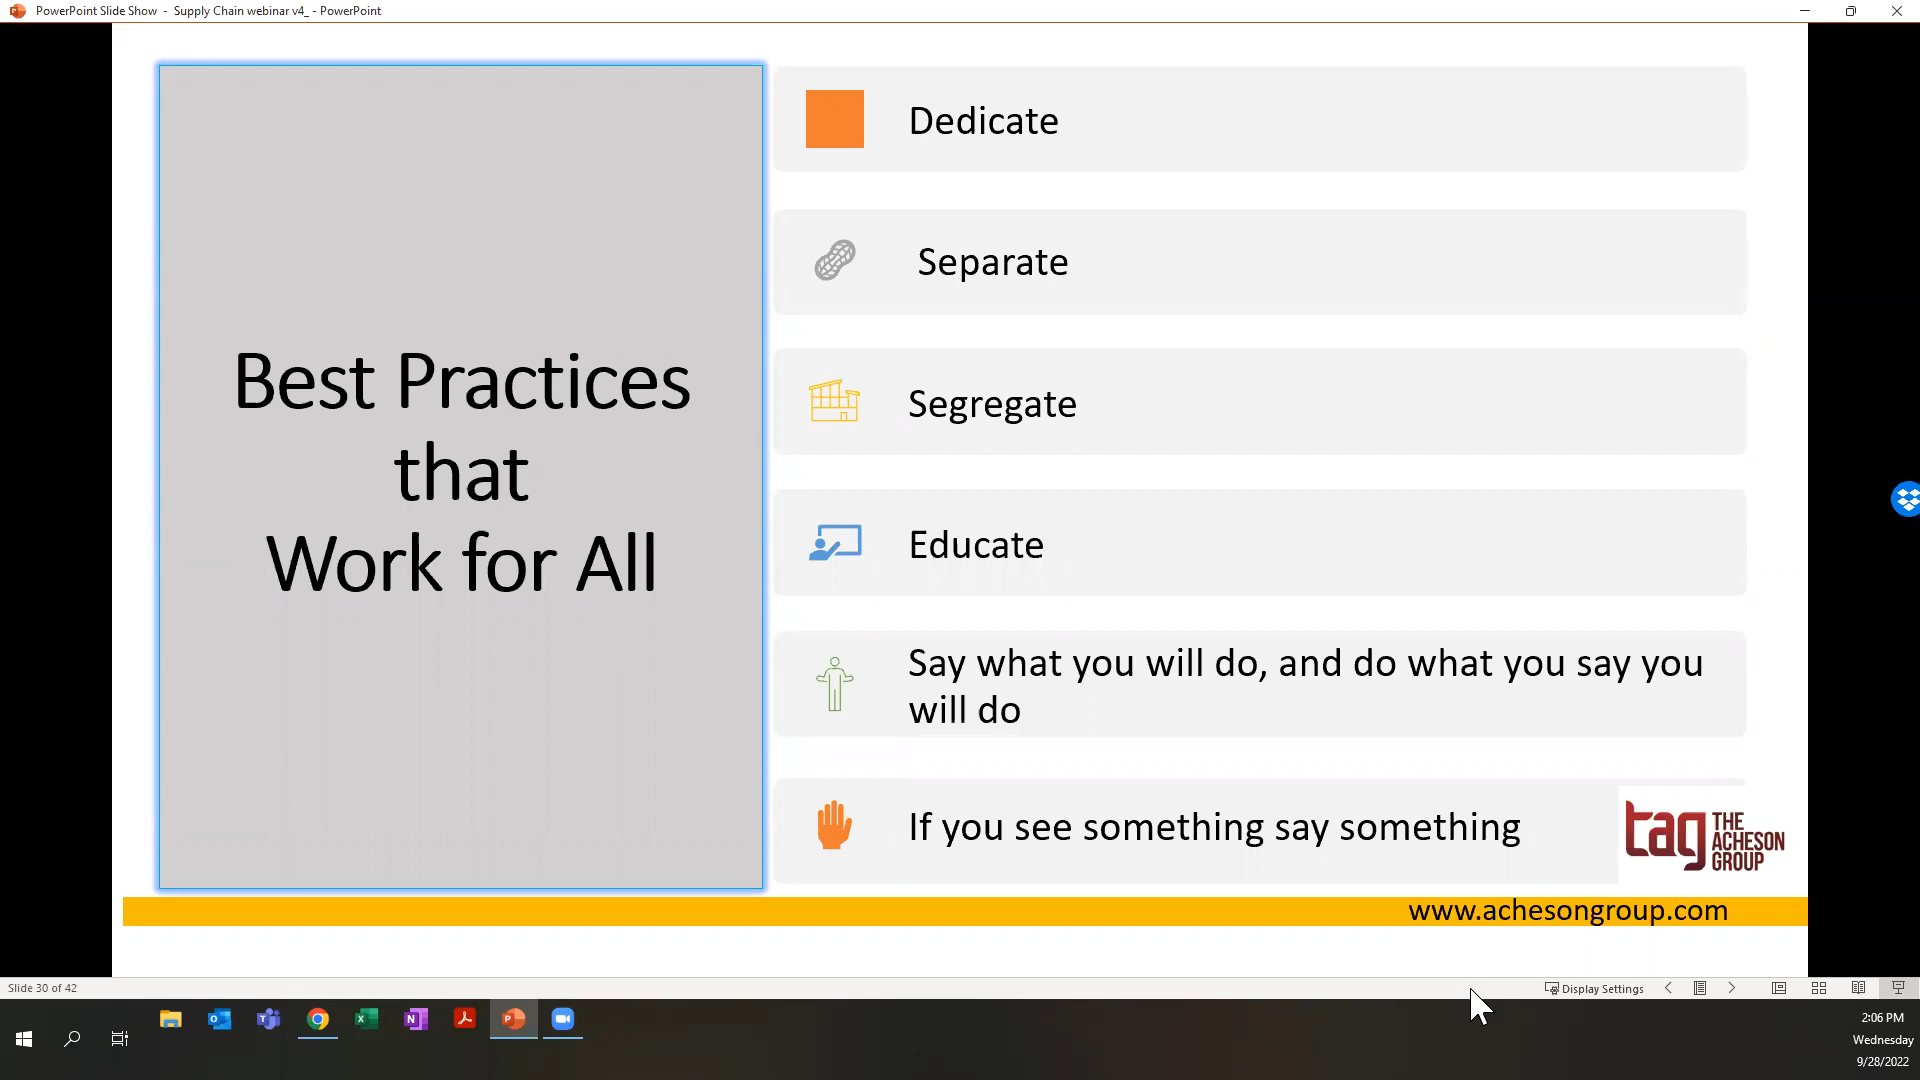 PowerPoint Slide Show - Supply Chain webinar v4_ - PowerPoint
Best Practices
that
Work for All
Dedicate
Separate
Segregate
Educate
Say what you will do, and do what you say you
will do
If you see something say something
tag THE
ACHESON
GROUP
www.achesongroup.com
Slide 30 of 42
Display Settings
2:06 PM
Wednesday
9/28/2022